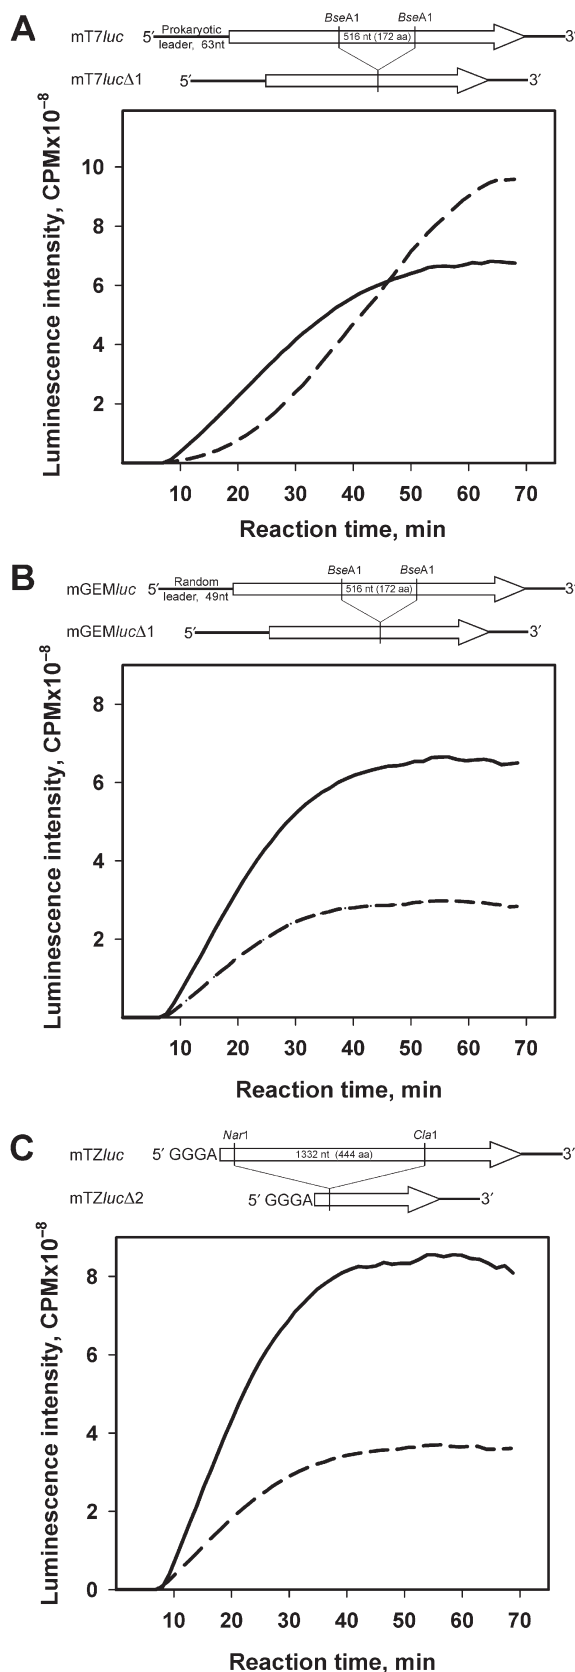 A
BseA1 BseA1
mT7luc 5′ Prokaryotic 516 nt (172 aa) 3′
leader, 63nt
mT7lucΔ1 5′ 3′
Luminescence intensity, CPMx10⁻⁸
10
8
6
4
2
10 20 30 40 50 60 70
Reaction time, min
B
BseA1 BseA1
mGEMluc 5′ Random 516 nt (172 aa) 3′
leader, 49nt
mGEMlucΔ1 5′ 3′
Luminescence intensity, CPMx10⁻⁸
8
6
4
2
10 20 30 40 50 60 70
Reaction time, min
C
Nar1 Cla1
mTZluc 5′ GGGA 1332 nt (444 aa) 3′
mTZlucΔ2 5′ GGGA 3′
Luminescence intensity, CPMx10⁻⁸
8
6
4
2
0
10 20 30 40 50 60 70
Reaction time, min